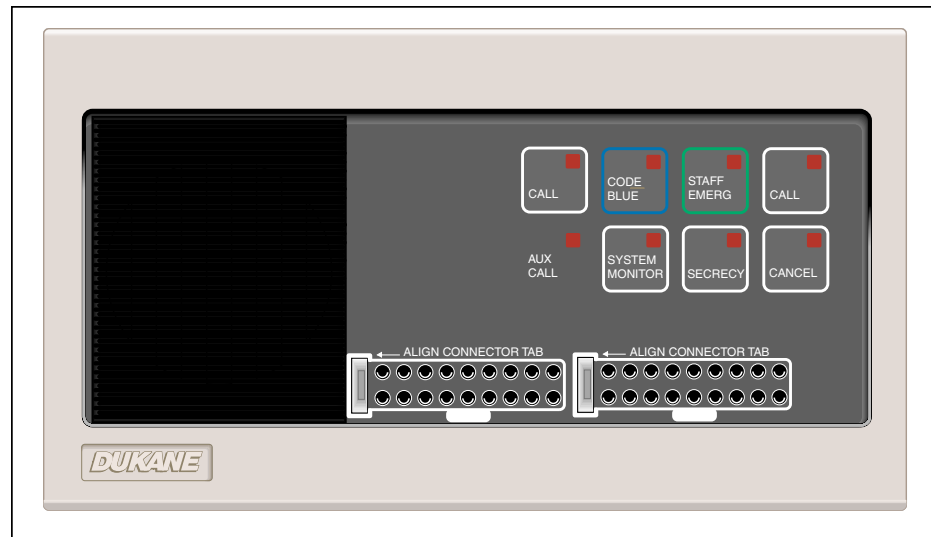 CALL
CODE
BLUE
STAFF
EMERG
CALL
AUX
CALL
SYSTEM
MONITOR
SECRECY
CANCEL
ALIGN CONNECTOR TAB
ALIGN CONNECTOR TAB
DUKANE